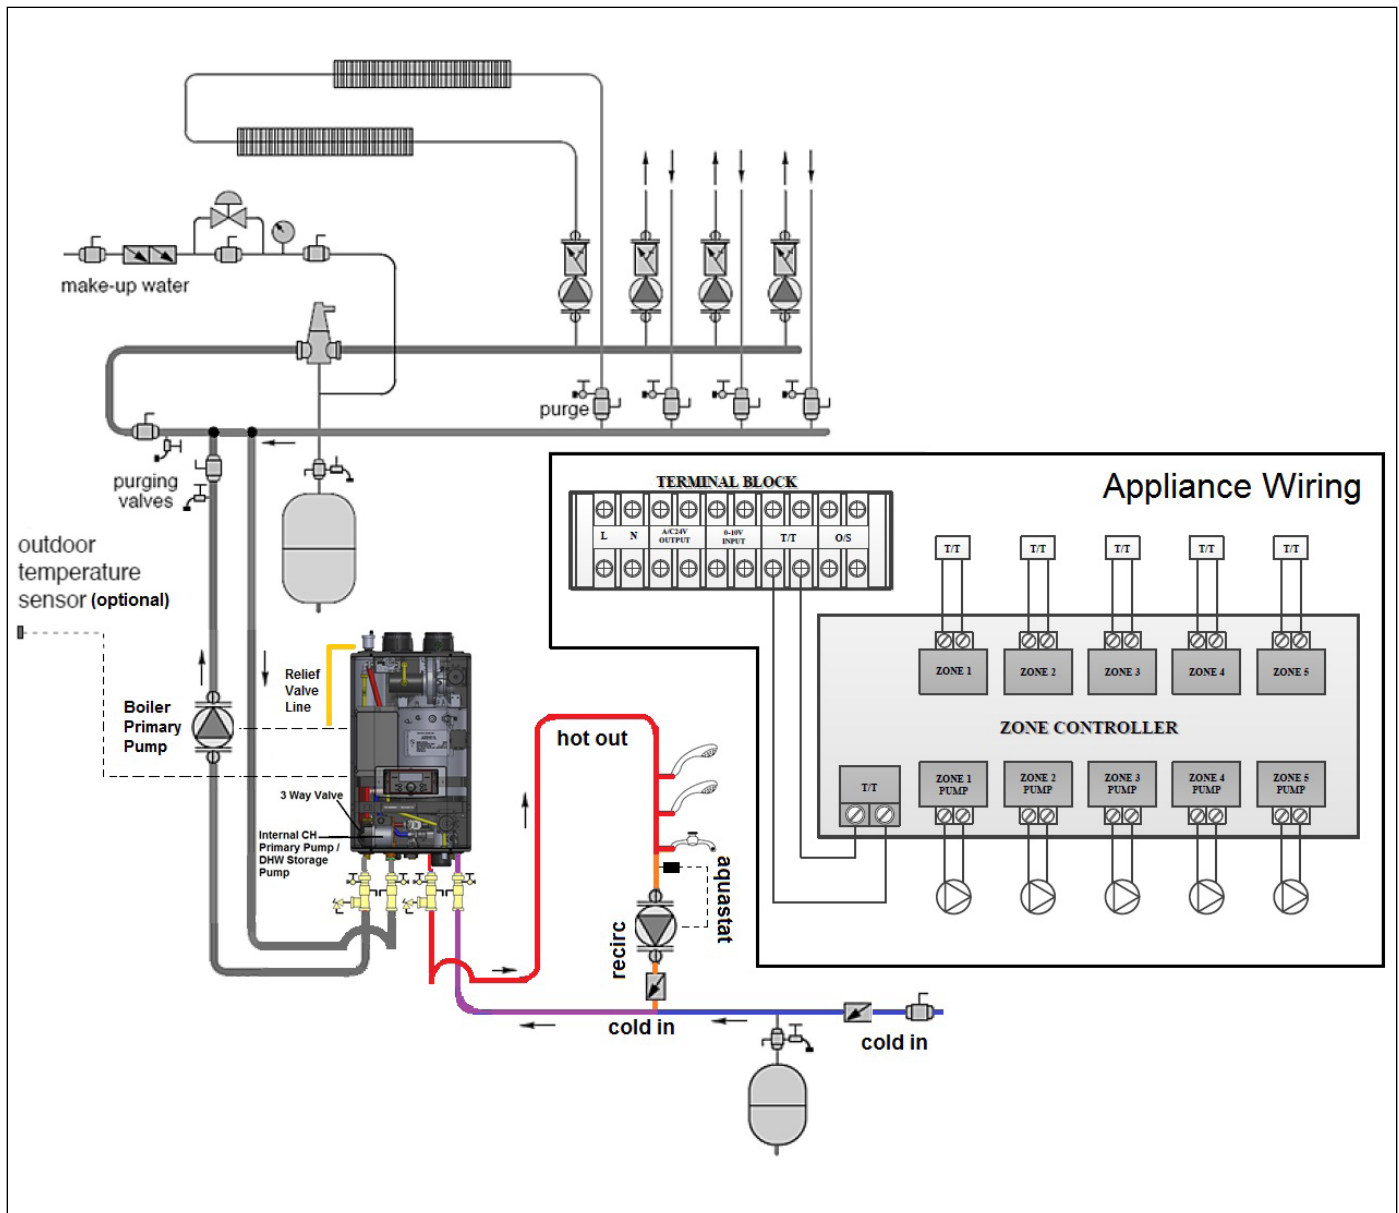 make-up water
purge
purging
valves
outdoor
temperature
sensor (optional)
Relief
Valve
Line
Boiler
Primary
Pump
3 Way Valve
Internal CH
Primary Pump /
DHW Storage
Pump
hot out
aquastat
recirc
cold in
cold in
Appliance Wiring
TERMINAL BLOCK
L N A/C24V OUTPUT 0-10V INPUT T/T O/S
T/T T/T T/T T/T T/T
ZONE 1 ZONE 2 ZONE 3 ZONE 4 ZONE 5
ZONE CONTROLLER
T/T
ZONE 1 PUMP ZONE 2 PUMP ZONE 3 PUMP ZONE 4 PUMP ZONE 5 PUMP